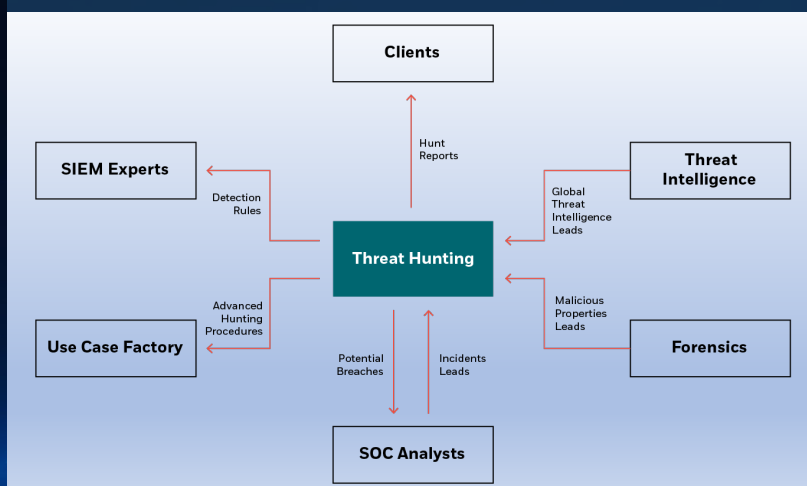 Clients
Hunt
Reports
SIEM Experts
Threat
Intelligence
Detection
Rules
Global
Threat
Intelligence
Leads
Threat Hunting
Advanced
Hunting
Procedures
Malicious
Properties
Leads
Use Case Factory
Forensics
Potential
Breaches
Incidents
Leads
SOC Analysts